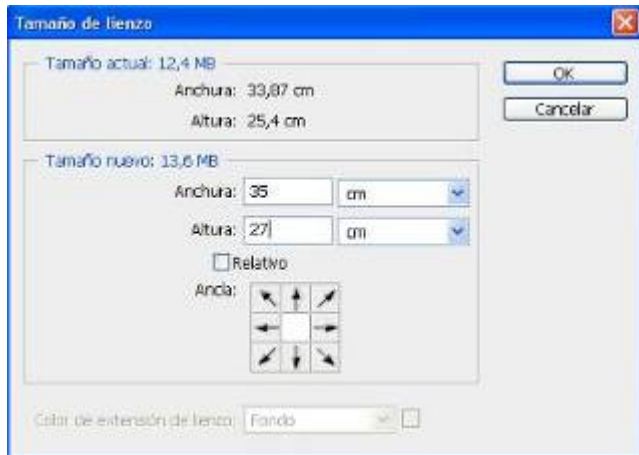 Tamaño de lienzo
Tamaño actual: 12,4 MB
Anchura: 33,87 cm
Altura: 25,4 cm
OK
Cancelar
Tamaño nuevo: 13,6 MB
Anchura: 35 cm
Altura: 27 cm
Relativo
Ancla:
Color de extensión de lienzo: Fondo